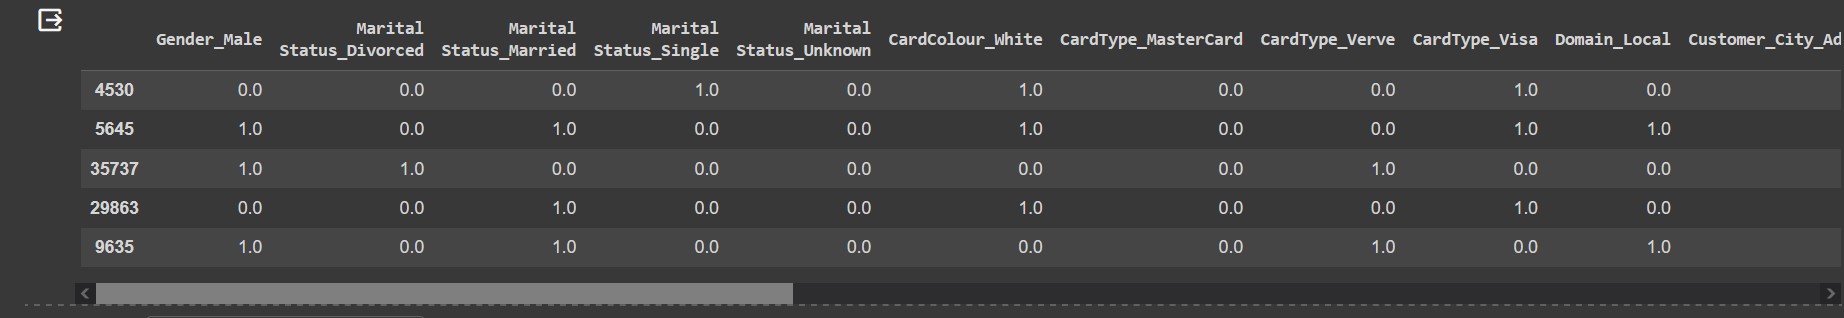 Gender_Male Marital Status_Divorced Marital Status_Married Marital Status_Single Marital Status_Unknown CardColour_White CardType_MasterCard CardType_Verve CardType_Visa Domain_Local Customer_City_Ad
4530 0.0 0.0 0.0 1.0 0.0 1.0 0.0 0.0 1.0 0.0
5645 1.0 0.0 1.0 0.0 0.0 1.0 0.0 0.0 1.0 1.0
35737 1.0 1.0 0.0 0.0 0.0 0.0 0.0 1.0 0.0 0.0
29863 0.0 0.0 1.0 0.0 0.0 1.0 0.0 0.0 1.0 0.0
9635 1.0 0.0 1.0 0.0 0.0 0.0 0.0 1.0 0.0 1.0